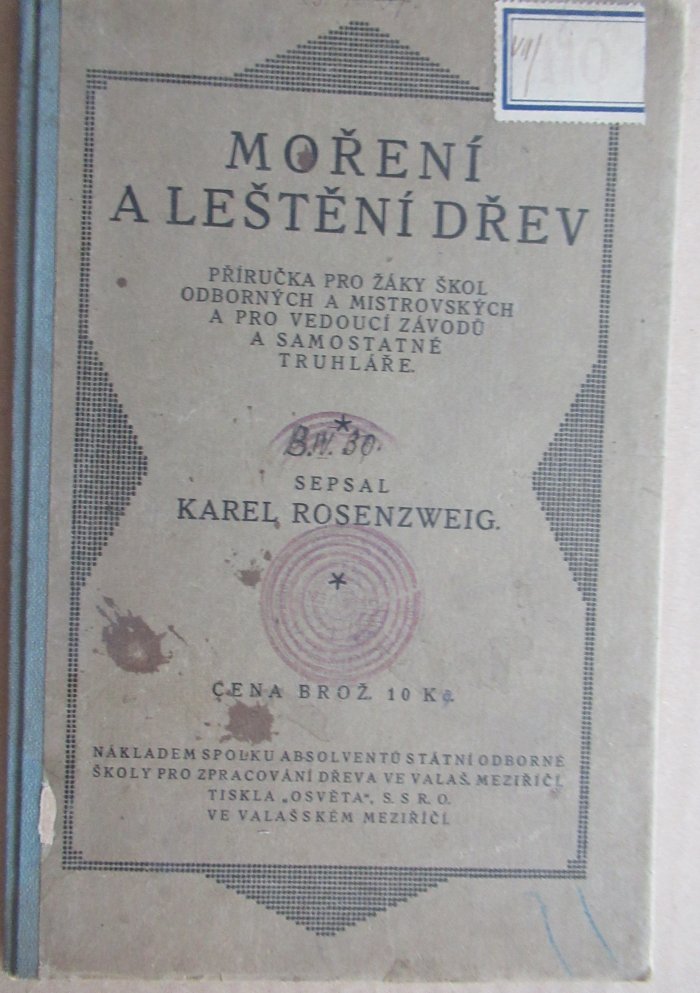 VII/
MOŘENÍ
A LEŠTĚNÍ DŘEV
PŘÍRUČKA PRO ŽÁKY ŠKOL
ODBORNÝCH A MISTROVSKÝCH
A PRO VEDOUCÍ ZÁVODŮ
A SAMOSTATNÉ
TRUHLÁŘE.
*
B.IV. 30.
SEPSAL
KAREL ROSENZWEIG.
*
CENA BROŽ. 10 Kč.
NÁKLADEM SPOLKU ABSOLVENTŮ STÁTNÍ ODBORNÉ
ŠKOLY PRO ZPRACOVÁNÍ DŘEVA VE VALAŠ. MEZIŘÍČÍ.
TISKLA „OSVĚTA“, S. S R. O.
VE VALAŠSKÉM MEZIŘÍČÍ.